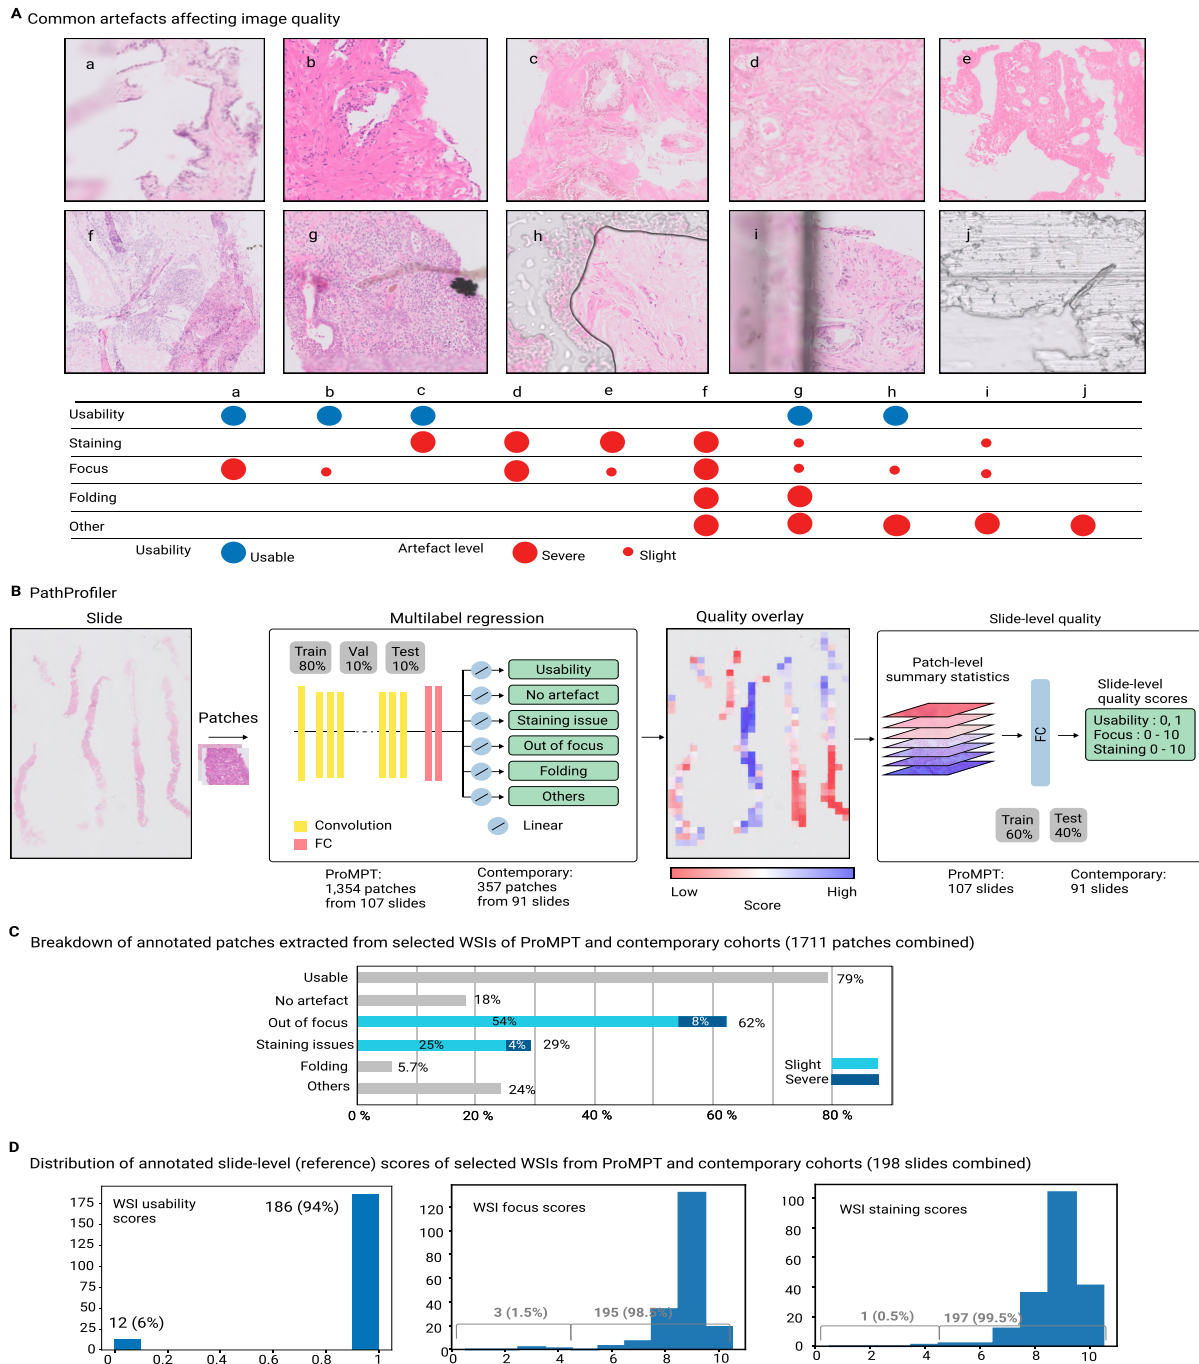 A Common artefacts affecting image quality
a b c d e
f g h i j
a b c d e f g h i j
Usability
Staining
Focus
Folding
Other
Usability Usable Artefact level Severe Slight
B PathProfiler
Slide Multilabel regression Quality overlay Slide-level quality
Train 80% Val 10% Test 10%
Patches
Usability
No artefact
Staining issue
Out of focus
Folding
Others
Convolution
FC
Linear
ProMPT:
1,354 patches
from 107 slides
Contemporary:
357 patches
from 91 slides
Low High
Score
Patch-level
summary statistics
FC
Slide-level
quality scores
Usability : 0, 1
Focus : 0 - 10
Staining 0 - 10
Train 60% Test 40%
ProMPT:
107 slides
Contemporary:
91 slides
C Breakdown of annotated patches extracted from selected WSIs of ProMPT and contemporary cohorts (1711 patches combined)
Usable 79%
No artefact 18%
Out of focus 54% 8% 62%
Staining issues 25% 4% 29%
Folding 5.7%
Others 24%
Slight
Severe
0 % 20 % 40 % 60 % 80 %
D Distribution of annotated slide-level (reference) scores of selected WSIs from ProMPT and contemporary cohorts (198 slides combined)
WSI usability
scores
186 (94%)
12 (6%)
175
150
125
100
75
50
25
0
0 0.2 0.4 0.6 0.8 1
WSI focus scores
3 (1.5%) 195 (98.5%)
120
100
80
60
40
20
0 2 4 6 8 10
WSI staining scores
1 (0.5%) 197 (99.5%)
100
80
60
40
20
0
0 2 4 6 8 10